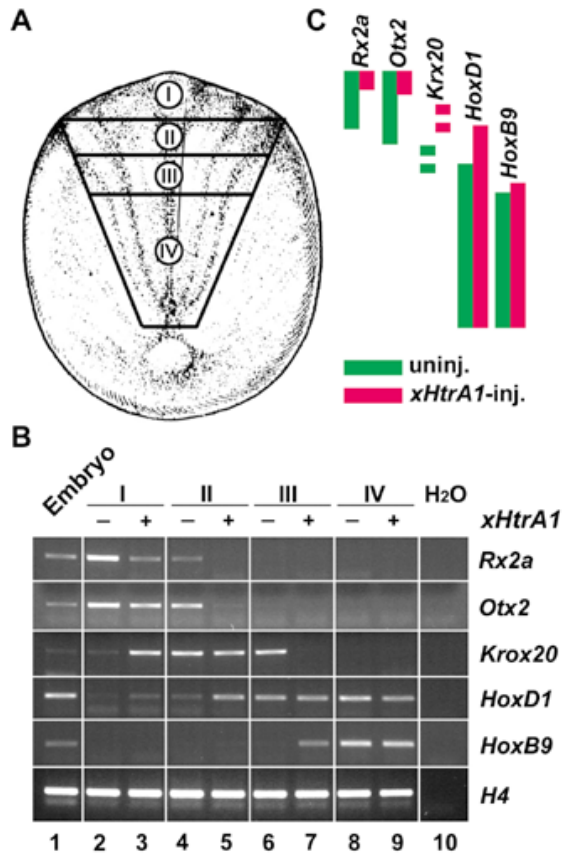 A
C
Rx2a
Otx2
Krx20
HoxD1
HoxB9
I
II
III
IV
uninj.
xHtrA1-inj.
B
Embryo I II III IV H2O
– + – + – + – + xHtrA1
Rx2a
Otx2
Krox20
HoxD1
HoxB9
H4
1 2 3 4 5 6 7 8 9 10